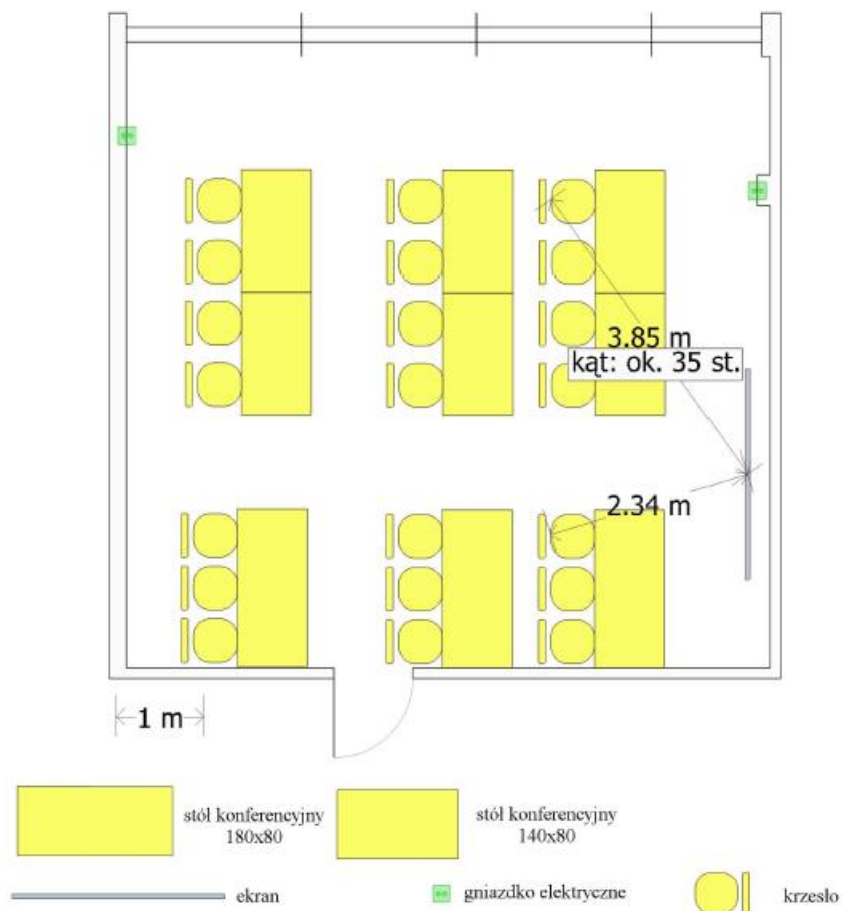 3.85 m
kąt: ok. 35 st.
2.34 m
1 m
stół konferencyjny
180x80
stół konferencyjny
140x80
ekran
gniazdko elektryczne
krzesło